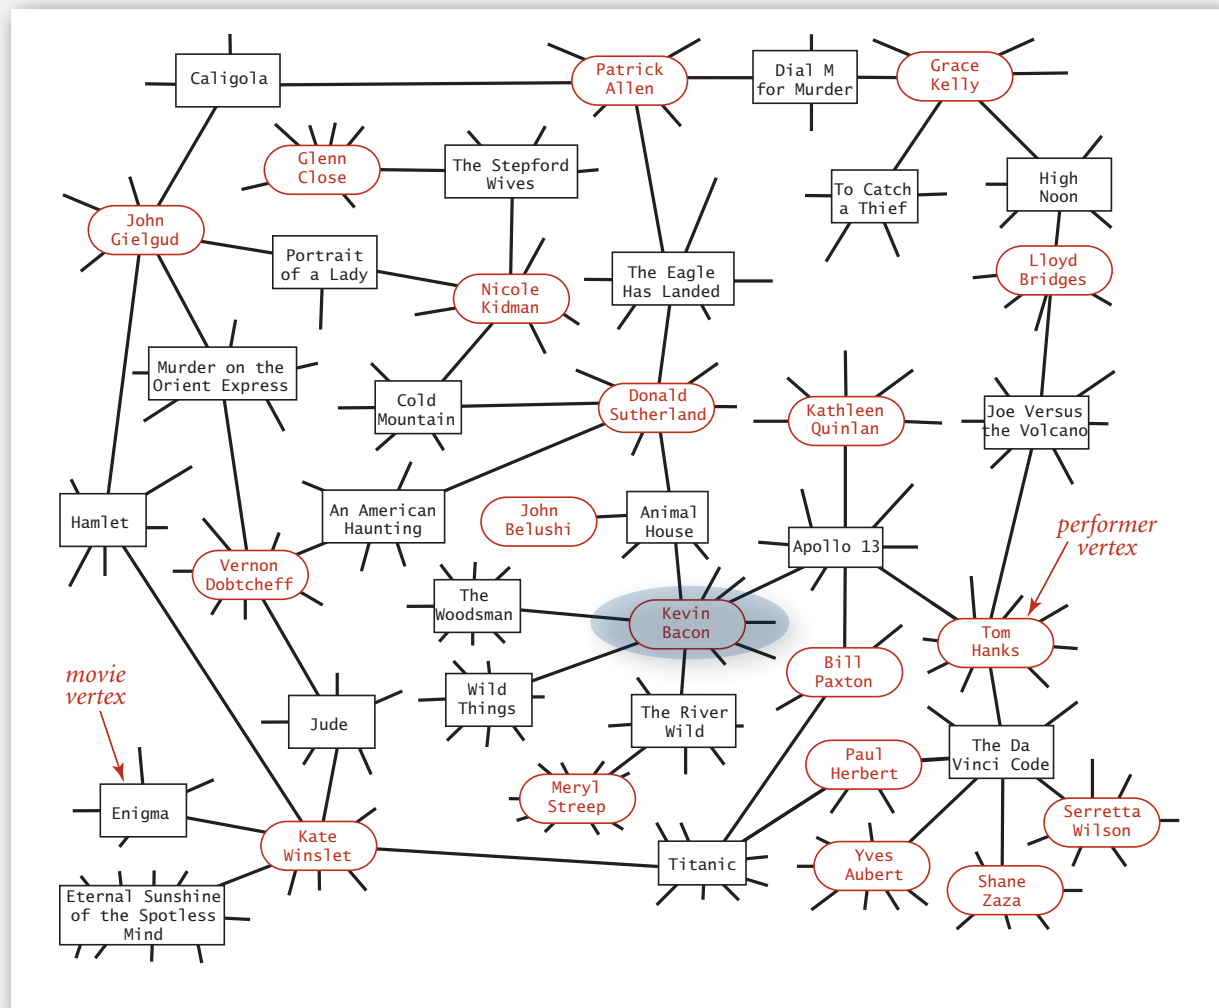 Caligola
Patrick
Allen
Dial M
for Murder
Grace
Kelly
Glenn
Close
The Stepford
Wives
To Catch
a Thief
High
Noon
John
Gielgud
Portrait
of a Lady
Nicole
Kidman
The Eagle
Has Landed
Lloyd
Bridges
Murder on the
Orient Express
Cold
Mountain
Donald
Sutherland
Kathleen
Quinlan
Joe Versus
the Volcano
Hamlet
An American
Haunting
John
Belushi
Animal
House
Apollo 13
performer
vertex
Vernon
Dobtcheff
The
Woodsman
Kevin
Bacon
Tom
Hanks
Bill
Paxton
movie
vertex
Jude
Wild
Things
The River
Wild
The Da
Vinci Code
Paul
Herbert
Enigma
Meryl
Streep
Serretta
Wilson
Kate
Winslet
Titanic
Yves
Aubert
Shane
Zaza
Eternal Sunshine
of the Spotless
Mind